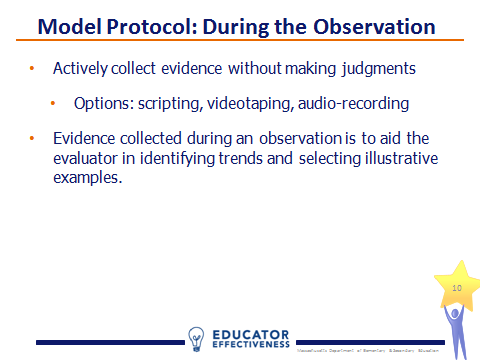 Model Protocol: During the Observation
• Actively collect evidence without making judgments
• Options: scripting, videotaping, audio-recording
• Evidence collected during an observation is to aid the
evaluator in identifying trends and selecting illustrative
examples.
10
EDUCATOR
EFFECTIVENESS
Massachusetts Department of Elementary & Secondary Education